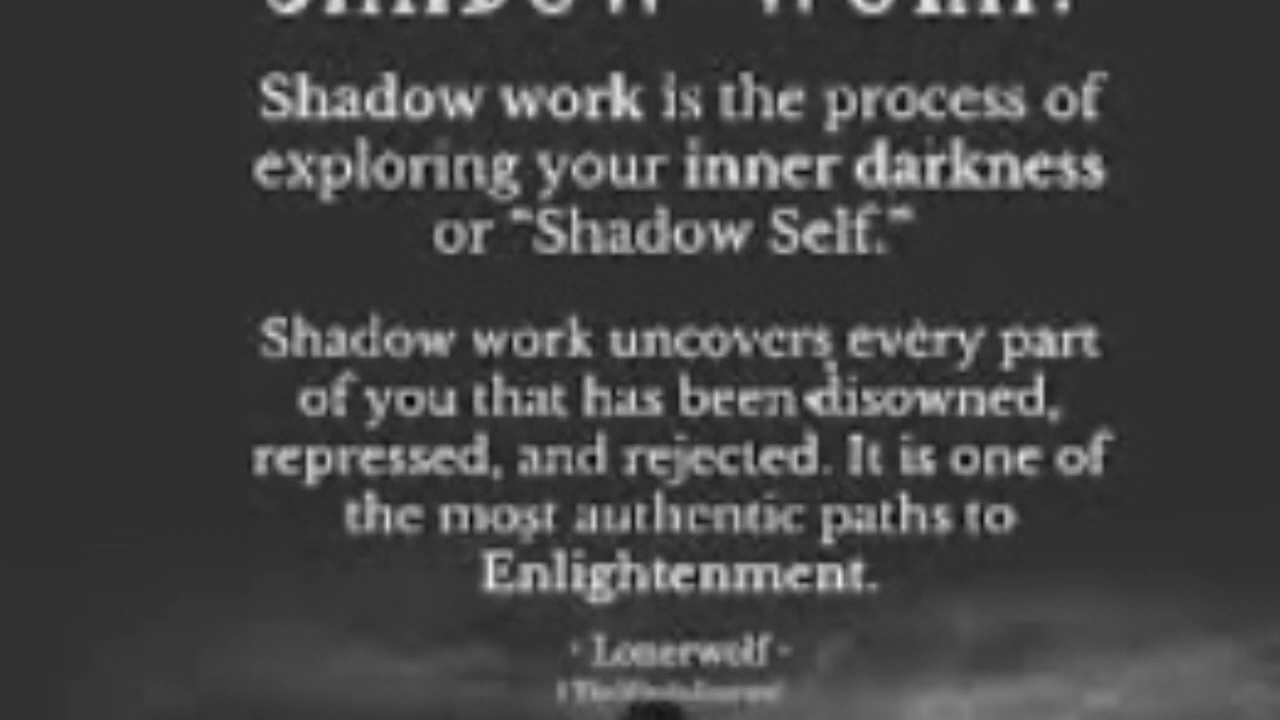 SHADOW WORK?
Shadow work is the process of
exploring your inner darkness
or "Shadow Self."
Shadow work uncovers every part
of you that has been disowned,
repressed, and rejected. It is one of
the most authentic paths to
Enlightenment.
- Lonerwolf -